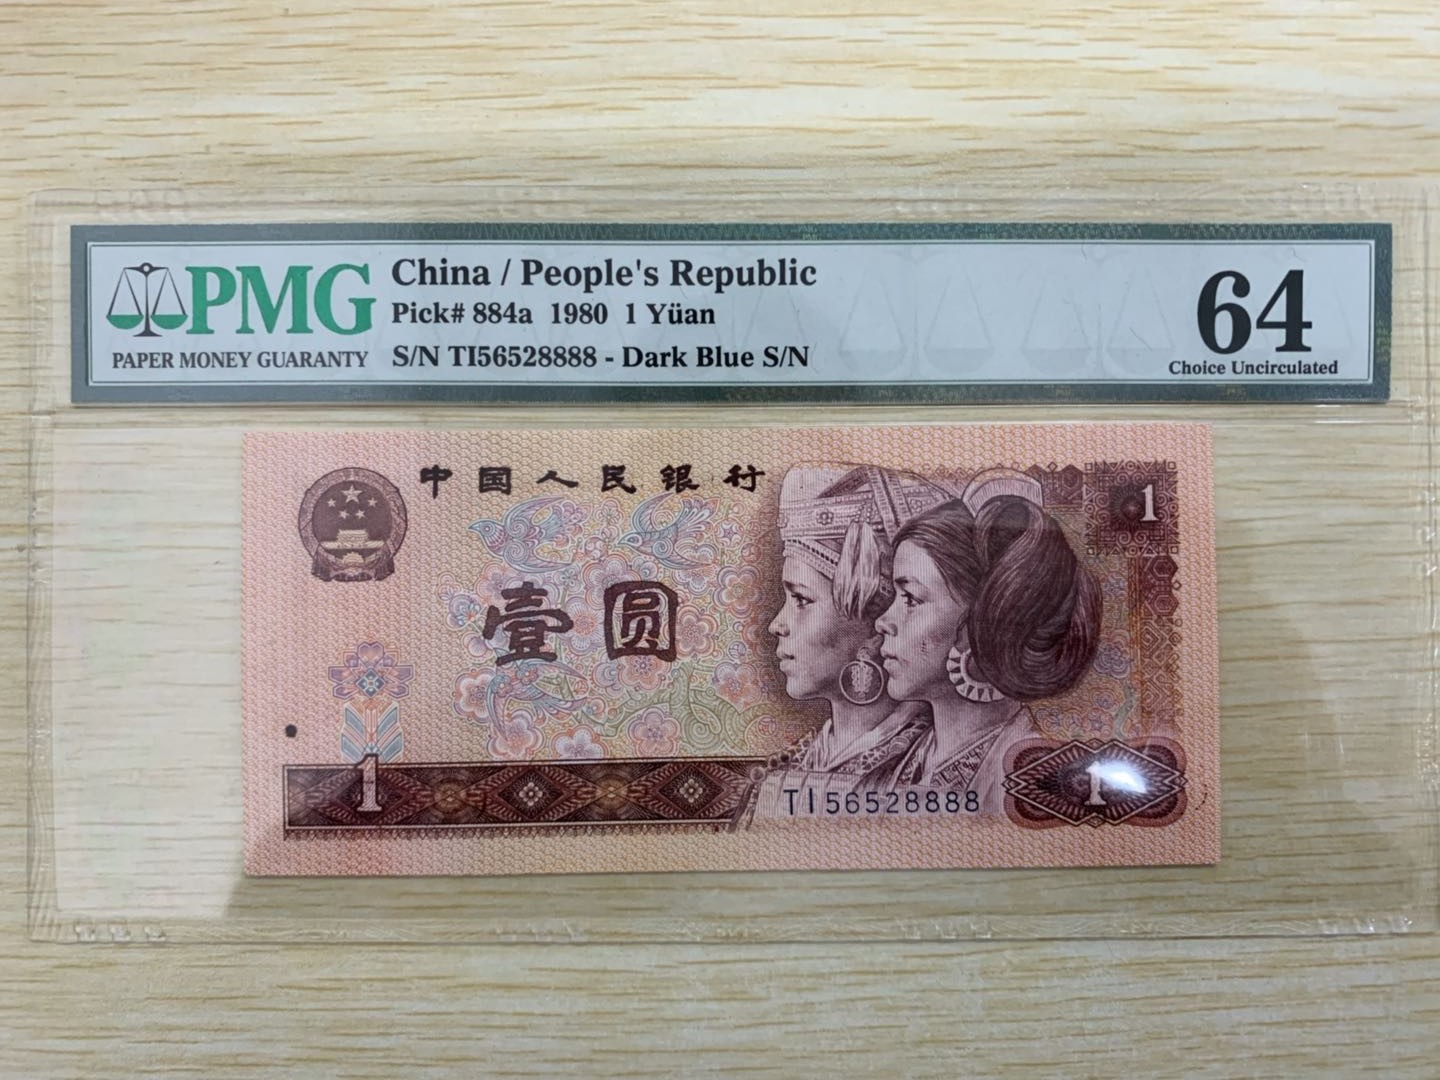 PMG
PAPER MONEY GUARANTY
China / People's Republic
Pick# 884a 1980 1 Yüan
S/N TI56528888 - Dark Blue S/N
64
Choice Uncirculated
中国人民银行
1
壹圆
1
TI56528888
1